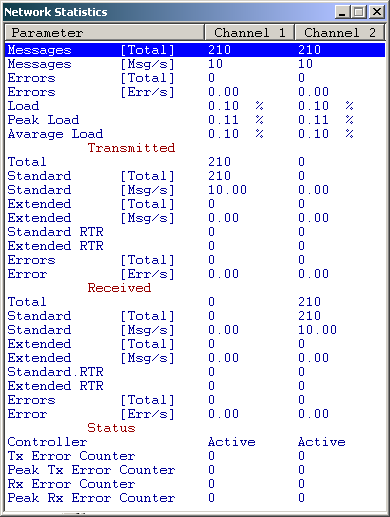 Network Statistics
Parameter Channel 1 Channel 2
Messages [Total] 210 210
Messages [Msg/s] 10 10
Errors [Total] 0 0
Errors [Err/s] 0.00 0.00
Load 0.10 % 0.10 %
Peak Load 0.11 % 0.11 %
Avarage Load 0.10 % 0.10 %
Transmitted
Total 210 0
Standard [Total] 210 0
Standard [Msg/s] 10.00 0.00
Extended [Total] 0 0
Extended [Msg/s] 0.00 0.00
Standard RTR 0 0
Extended RTR 0 0
Errors [Total] 0 0
Error [Err/s] 0.00 0.00
Received
Total 0 210
Standard [Total] 0 210
Standard [Msg/s] 0.00 10.00
Extended [Total] 0 0
Extended [Msg/s] 0.00 0.00
Standard.RTR 0 0
Extended RTR 0 0
Errors [Total] 0 0
Error [Err/s] 0.00 0.00
Status
Controller Active Active
Tx Error Counter 0 0
Peak Tx Error Counter 0 0
Rx Error Counter 0 0
Peak Rx Error Counter 0 0